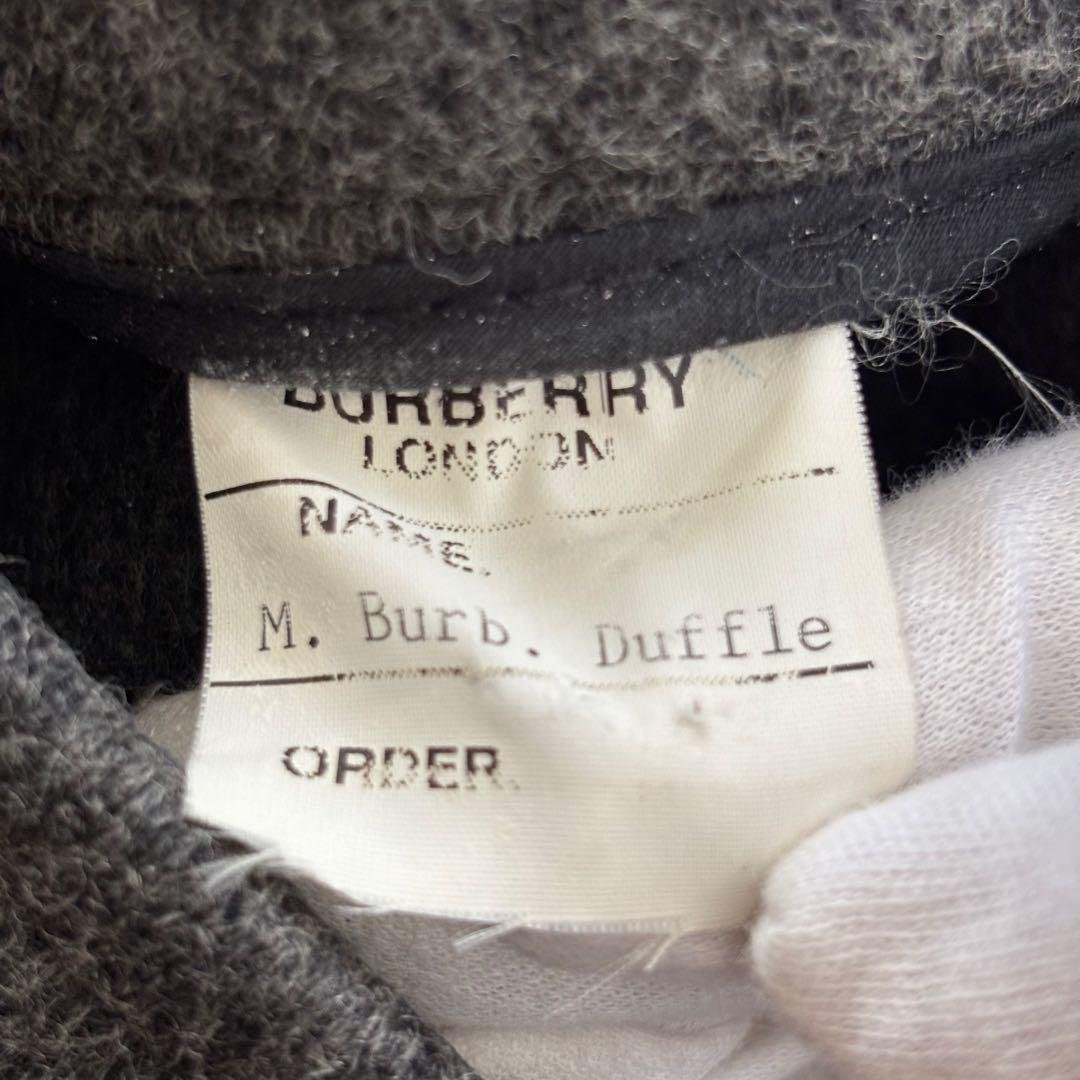 BURBERRY
LONDON
NAME.
M. Burb. Duffle
ORDER.